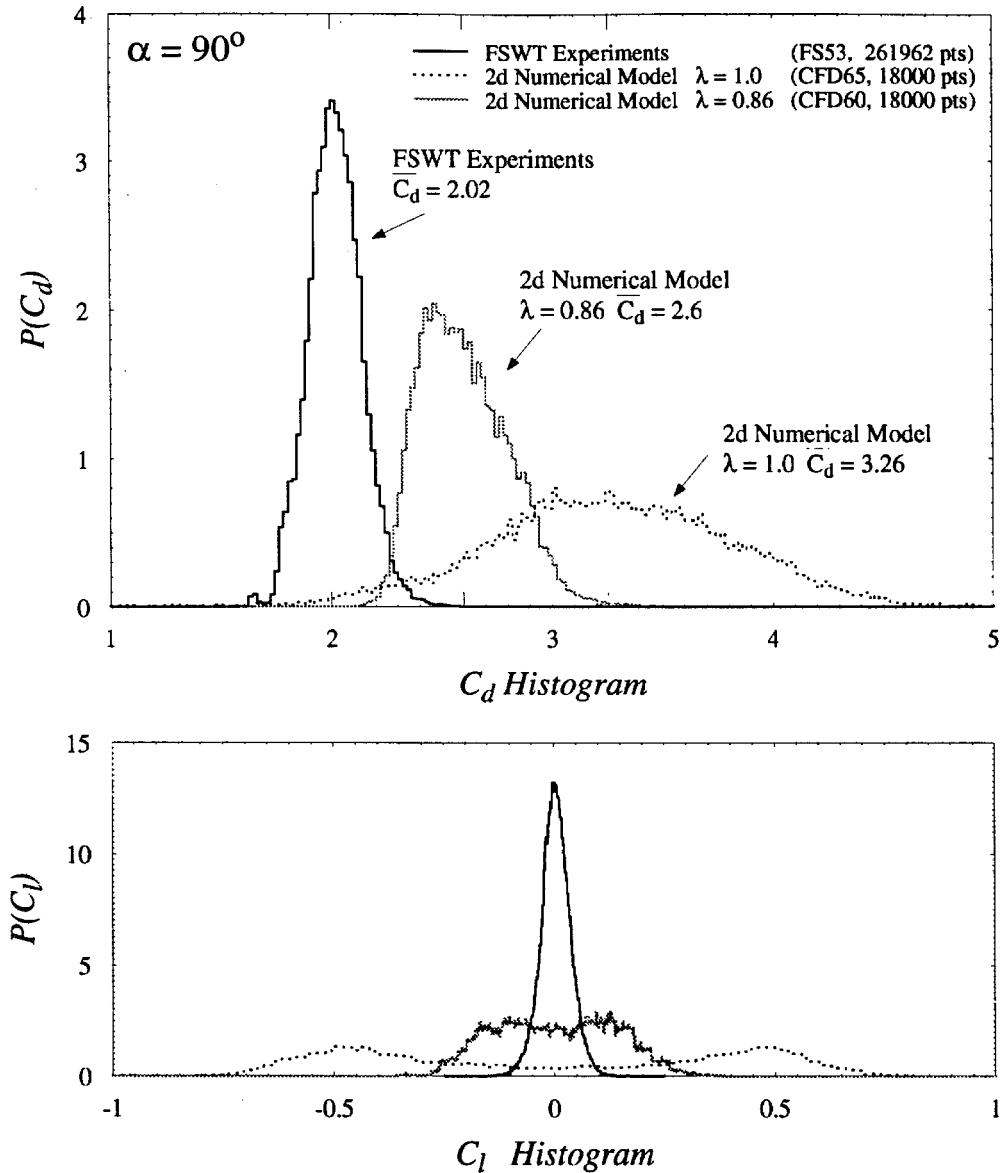 α = 90°
FSWT Experiments (FS53, 261962 pts)
2d Numerical Model λ = 1.0 (CFD65, 18000 pts)
2d Numerical Model λ = 0.86 (CFD60, 18000 pts)
FSWT Experiments
C̅d = 2.02
2d Numerical Model
λ = 0.86 C̅d = 2.6
2d Numerical Model
λ = 1.0 C̅d = 3.26
P(Cd)
4
3
2
1
0
1 2 3 4 5
Cd Histogram
P(Cl)
15
10
5
0
-1 -0.5 0 0.5 1
Cl Histogram